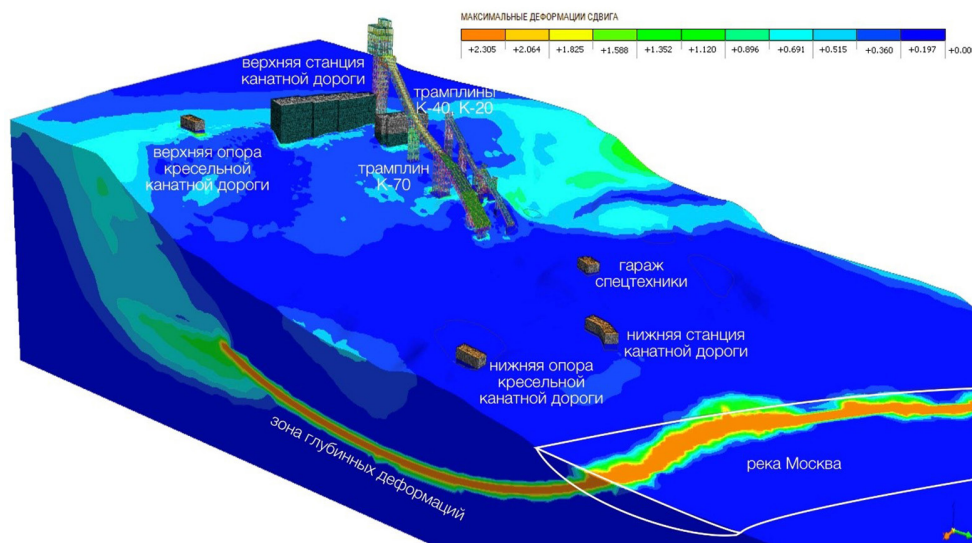 МАКСИМАЛЬНЫЕ ДЕФОРМАЦИИ СДВИГА
+2.305 +2.064 +1.825 +1.588 +1.352 +1.120 +0.896 +0.691 +0.515 +0.360 +0.197 +0.00
верхняя станция
канатной дороги
трамплины
К-40, К-20
верхняя опора
кресельной
канатной дороги
трамплин
К-70
гараж
спецтехники
нижняя станция
канатной дороги
нижняя опора
кресельной
канатной дороги
зона глубинных деформаций
река Москва